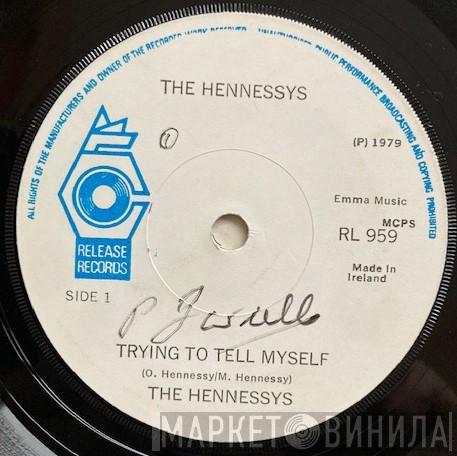 ALL RIGHTS OF THE MANUFACTURERS AND OWNER OF THE RECORDED WORK RESERVED
UNAUTHORISED PUBLIC PERFORMANCE BROADCASTING AND COPYING PROHIBITED
THE HENNESSYS
1
(P) 1979
Emma Music
MCPS
RL 959
RELEASE
RECORDS
Made in
Ireland
SIDE 1
TRYING TO TELL MYSELF
(O. Hennessy/M. Hennessy)
THE HENNESSYS
МАРКЕТ ВИНИЛА